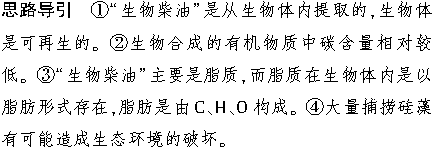 思路导引　①“生物柴油”是从生物体内提取的,生物体
是可再生的。②生物合成的有机物质中碳含量相对较
低。③“生物柴油”主要是脂质,而脂质在生物体内是以
脂肪形式存在,脂肪是由C、H、O构成。④大量捕捞硅藻
有可能造成生态环境的破坏。